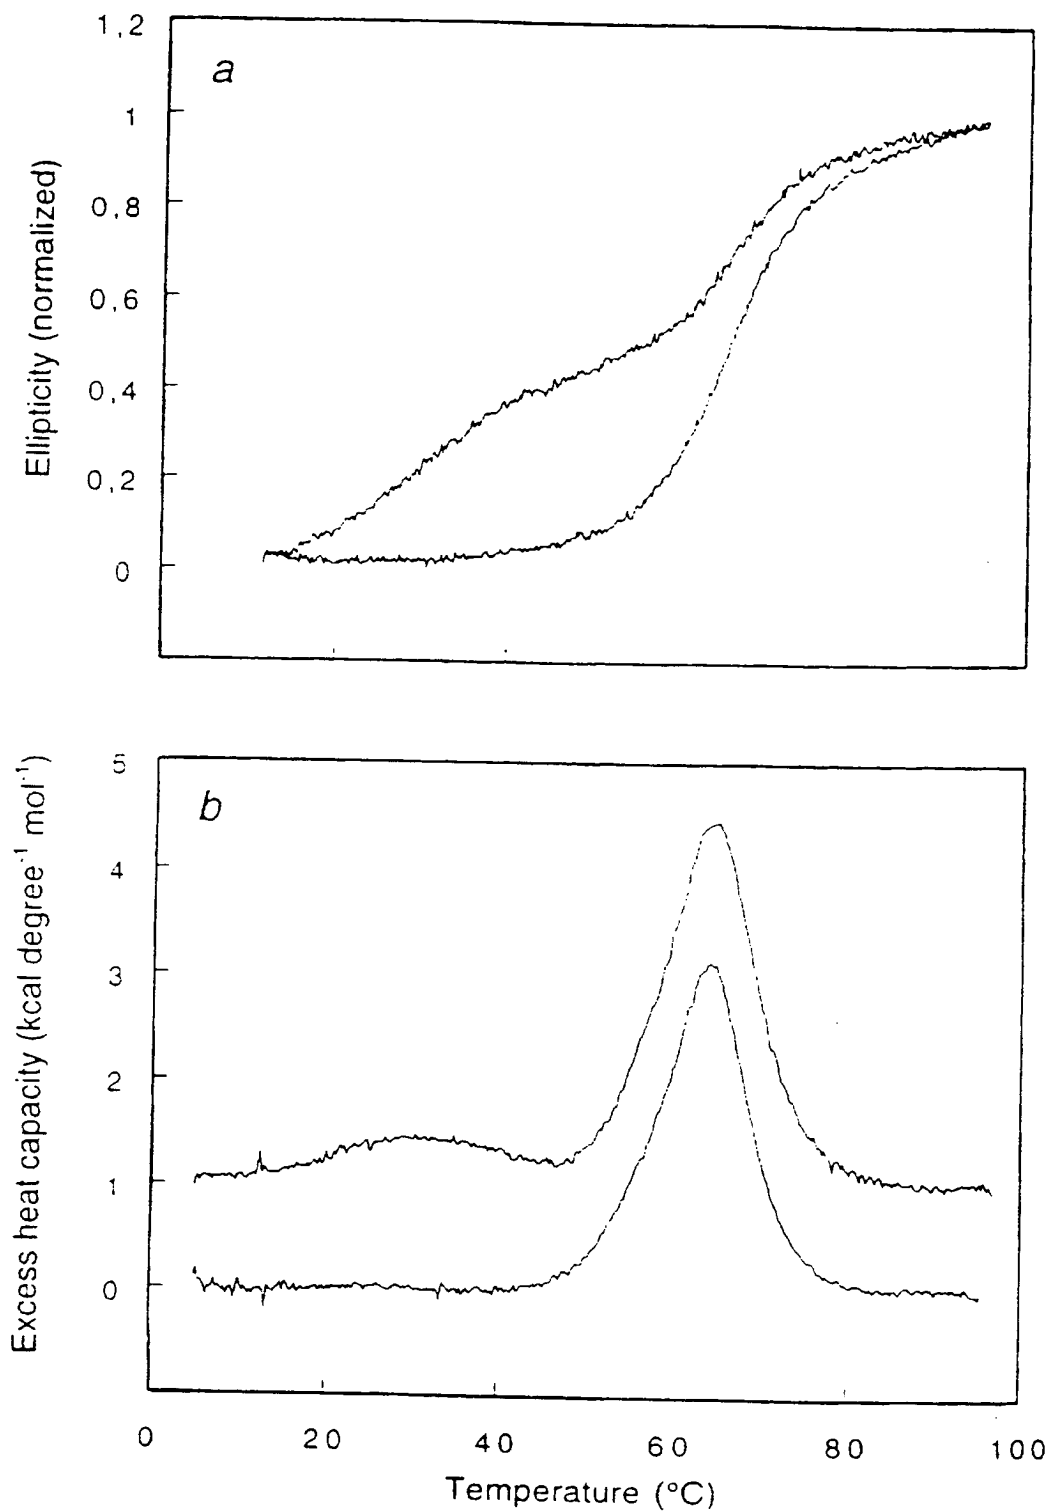 a
1,2
1
0,8
0,6
0,4
0,2
0
Ellipticity (normalized)
b
5
4
3
2
1
0
Excess heat capacity (kcal degree⁻¹ mol⁻¹)
0 20 40 60 80 100
Temperature (°C)